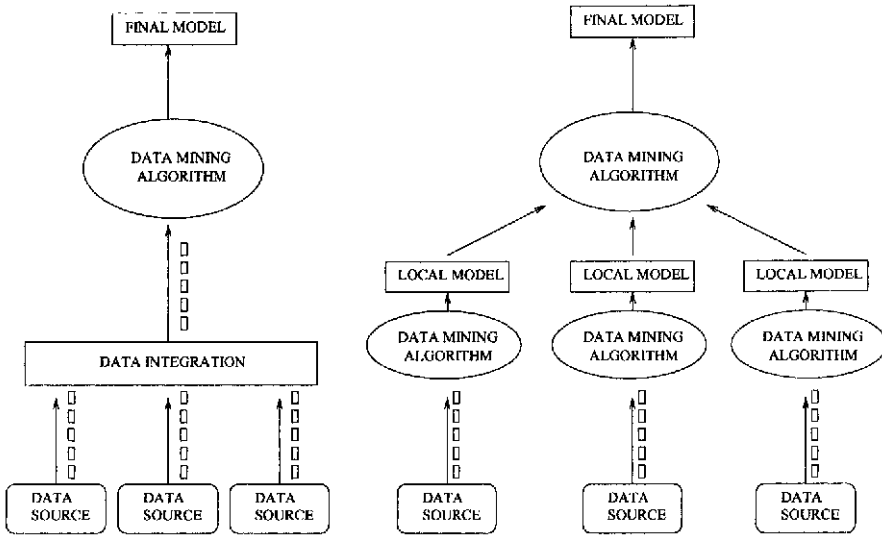 FINAL MODEL
DATA MINING
ALGORITHM
DATA INTEGRATION
DATA
SOURCE
DATA
SOURCE
DATA
SOURCE
FINAL MODEL
DATA MINING
ALGORITHM
LOCAL MODEL
LOCAL MODEL
LOCAL MODEL
DATA MINING
ALGORITHM
DATA MINING
ALGORITHM
DATA MINING
ALGORITHM
DATA
SOURCE
DATA
SOURCE
DATA
SOURCE